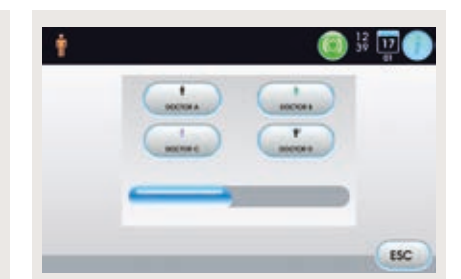 12
39
17
01
DOCTOR A
DOCTOR B
DOCTOR C
DOCTOR D
ESC